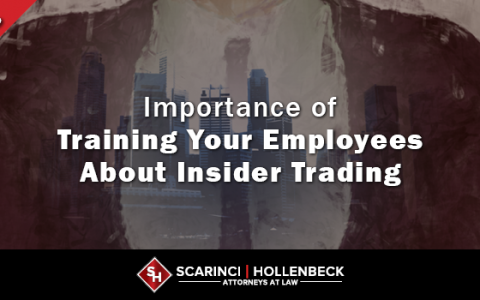 Importance of
Training Your Employees
About Insider Trading
SH
SCARINCI | HOLLENBECK
ATTORNEYS AT LAW